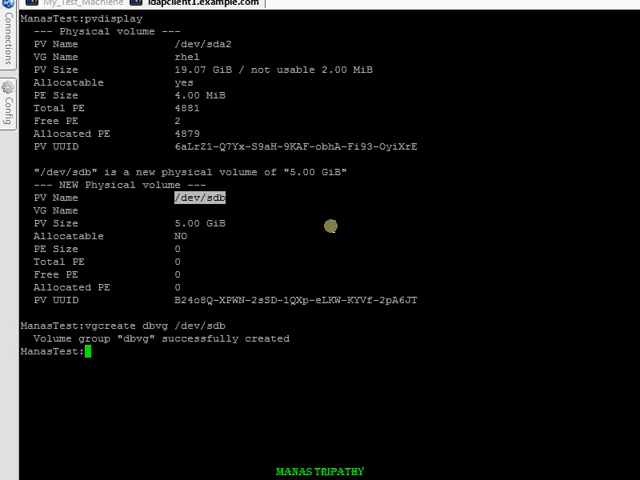 My_Test_Machiene
ldapclient1.example.com
Connections
Config
ManasTest:pvdisplay
--- Physical volume ---
PV Name /dev/sda2
VG Name rhel
PV Size 19.07 GiB / not usable 2.00 MiB
Allocatable yes
PE Size 4.00 MiB
Total PE 4881
Free PE 2
Allocated PE 4879
PV UUID 6aLrZ1-Q7Yx-S9aH-9KAF-obhA-Fi93-OyiXrE
"/dev/sdb" is a new physical volume of "5.00 GiB"
--- NEW Physical volume ---
PV Name /dev/sdb
VG Name
PV Size 5.00 GiB
Allocatable NO
PE Size 0
Total PE 0
Free PE 0
Allocated PE 0
PV UUID B24o8Q-XPWN-2sSD-1QXp-eLKW-KYVf-2pA6JT
ManasTest:vgcreate dbvg /dev/sdb
Volume group "dbvg" successfully created
ManasTest:
MANAS TRIPATHY